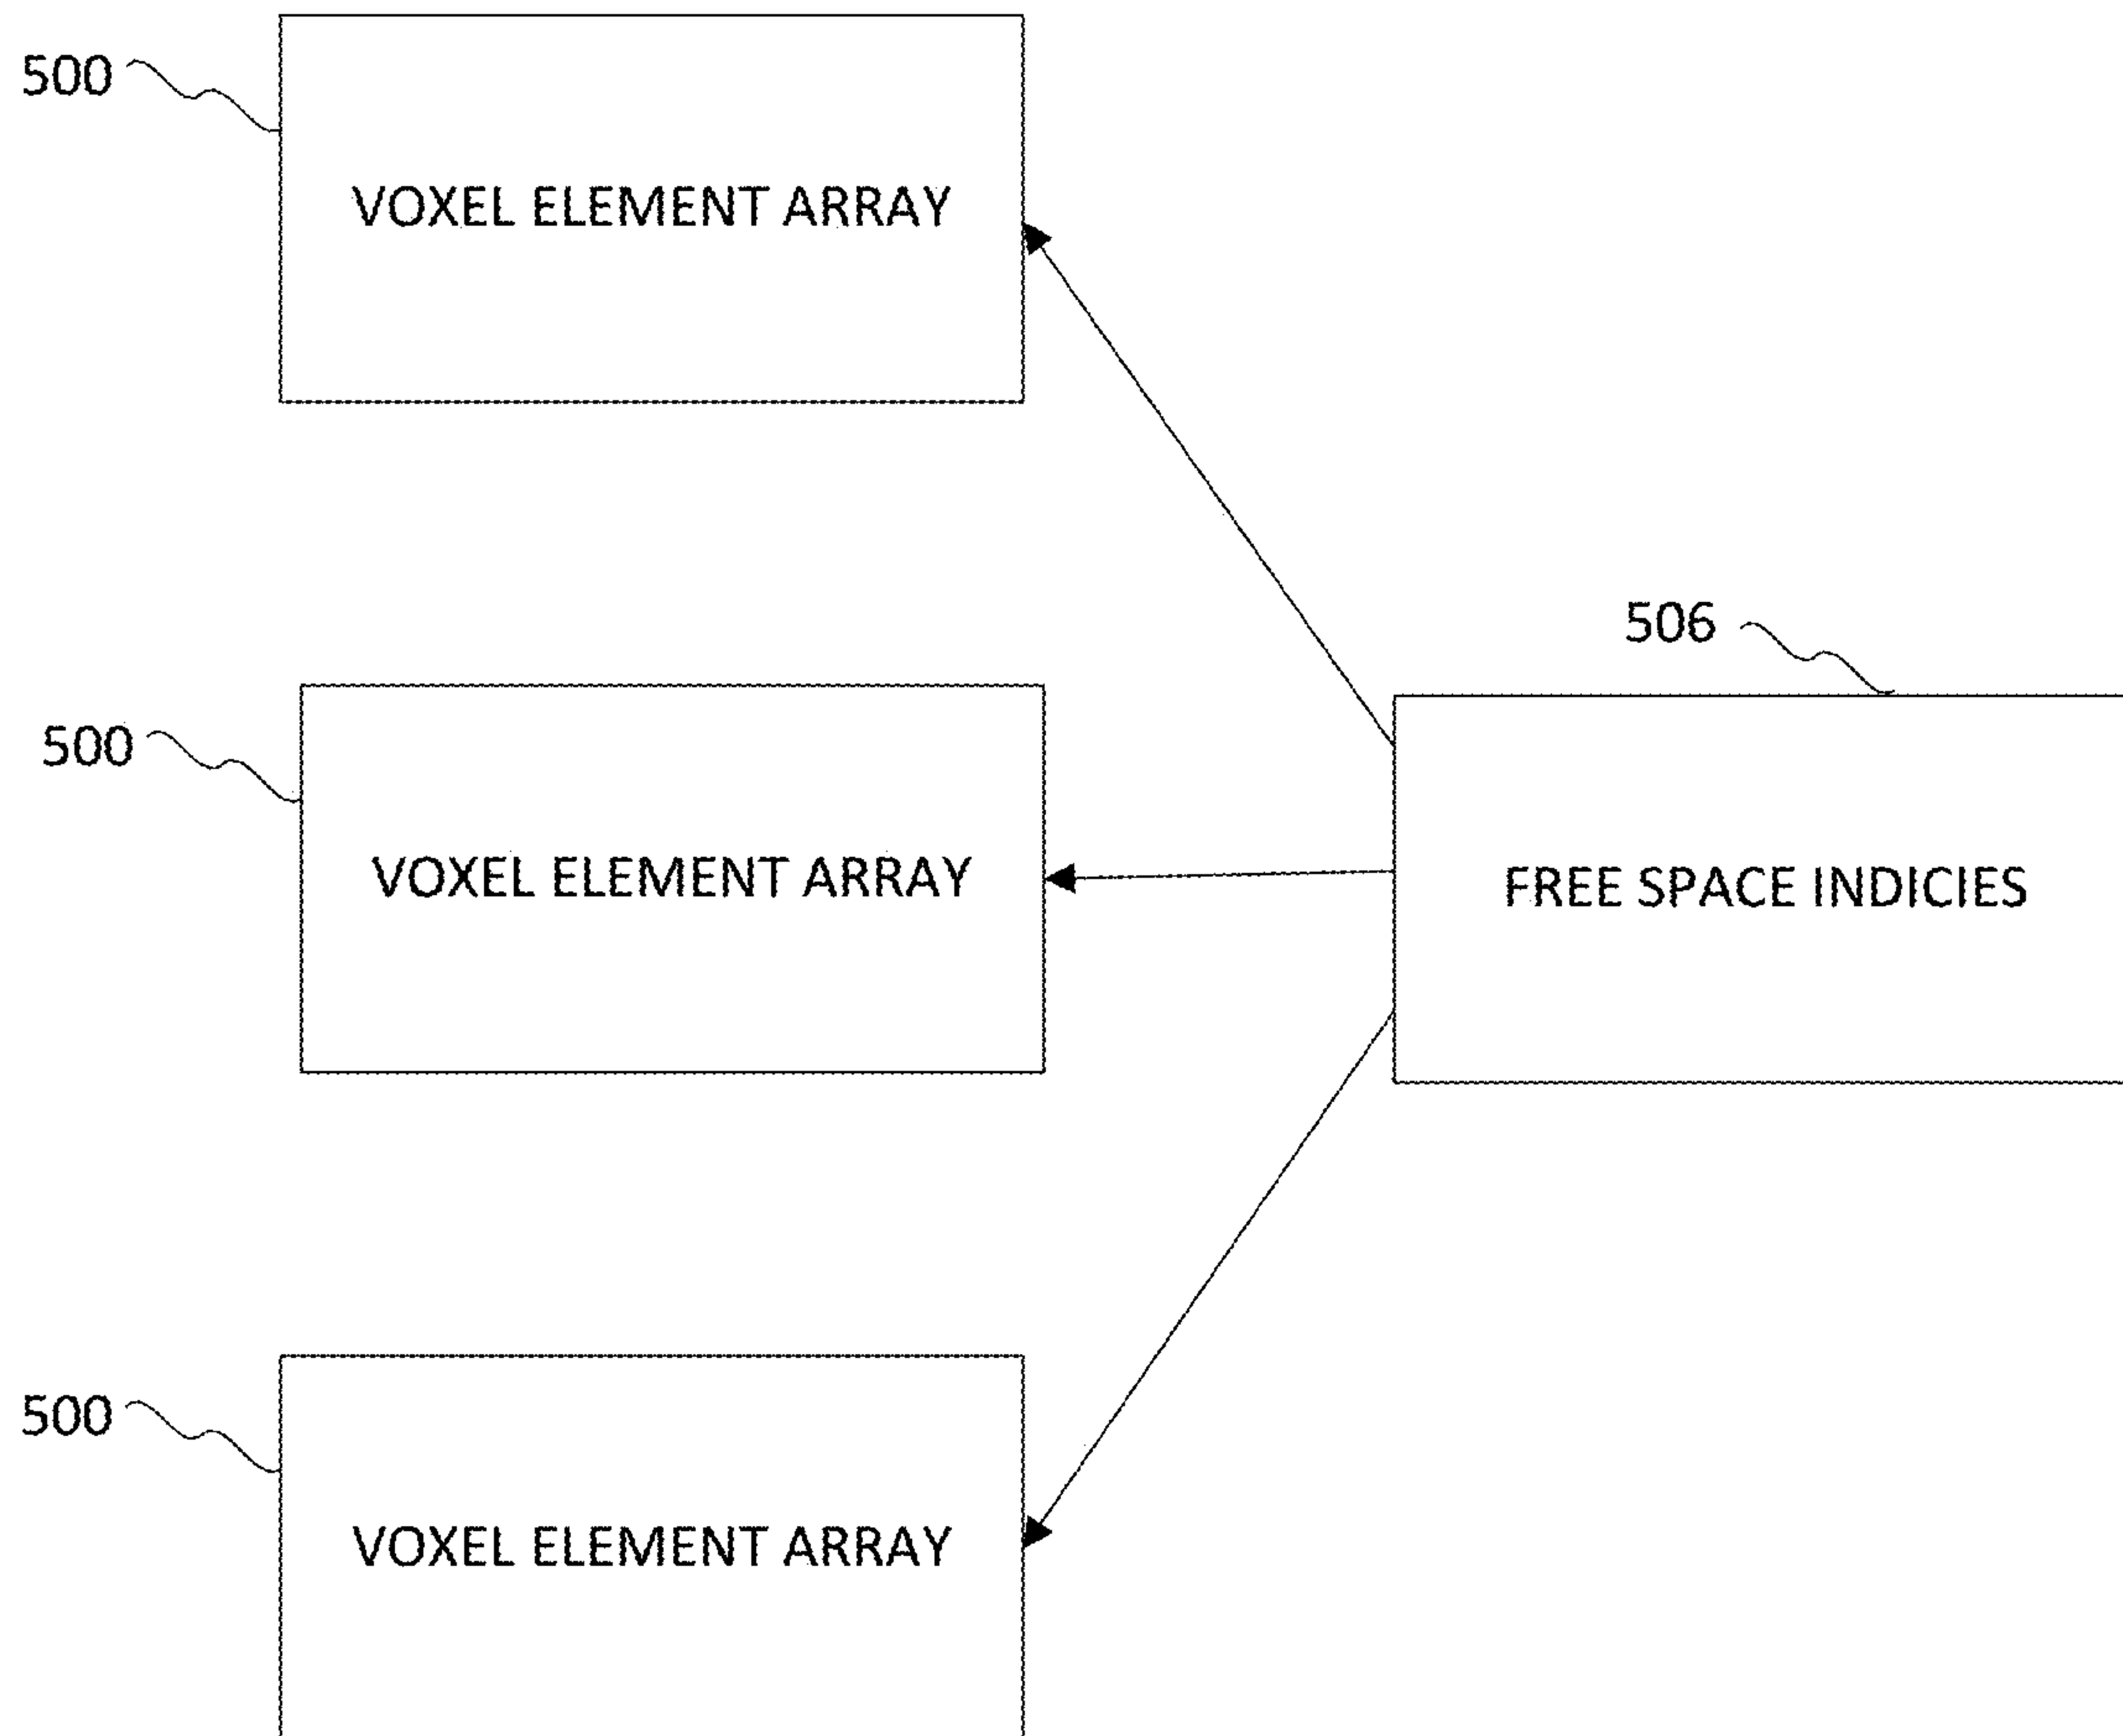 500
VOXEL ELEMENT ARRAY
506
500
VOXEL ELEMENT ARRAY
FREE SPACE INDICIES
500
VOXEL ELEMENT ARRAY